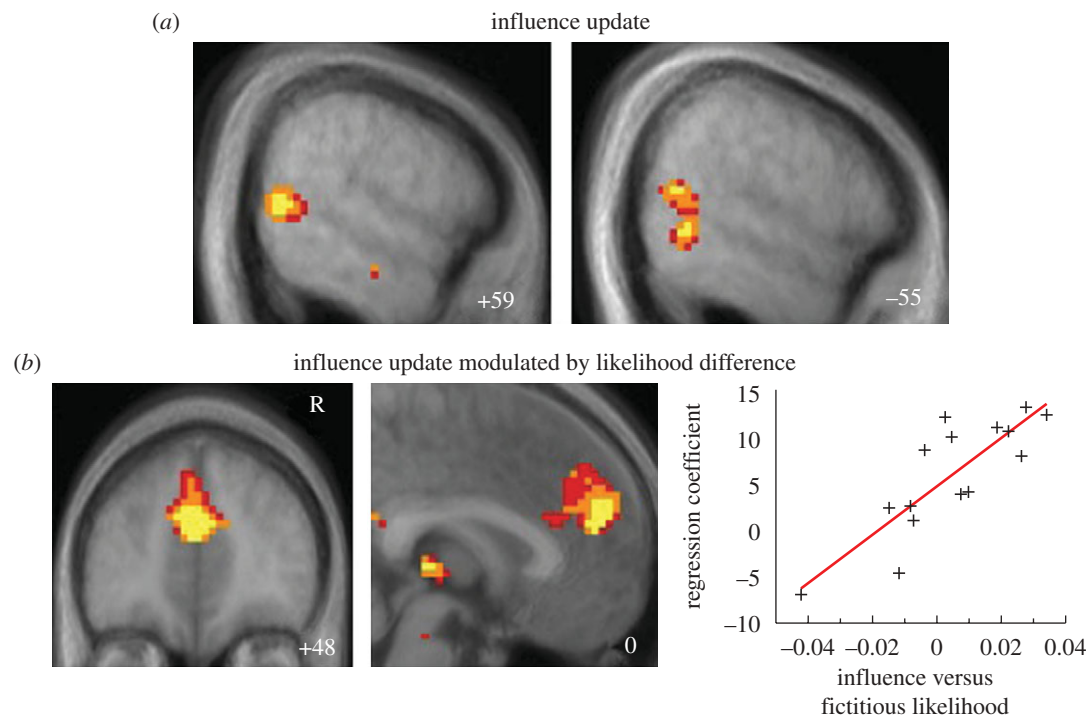 (a) influence update
+59
−55
(b) influence update modulated by likelihood difference
R
+48
0
regression coefficient
15
10
5
0
−5
−10
−0.04 −0.02 0 0.02 0.04
influence versus
fictitious likelihood